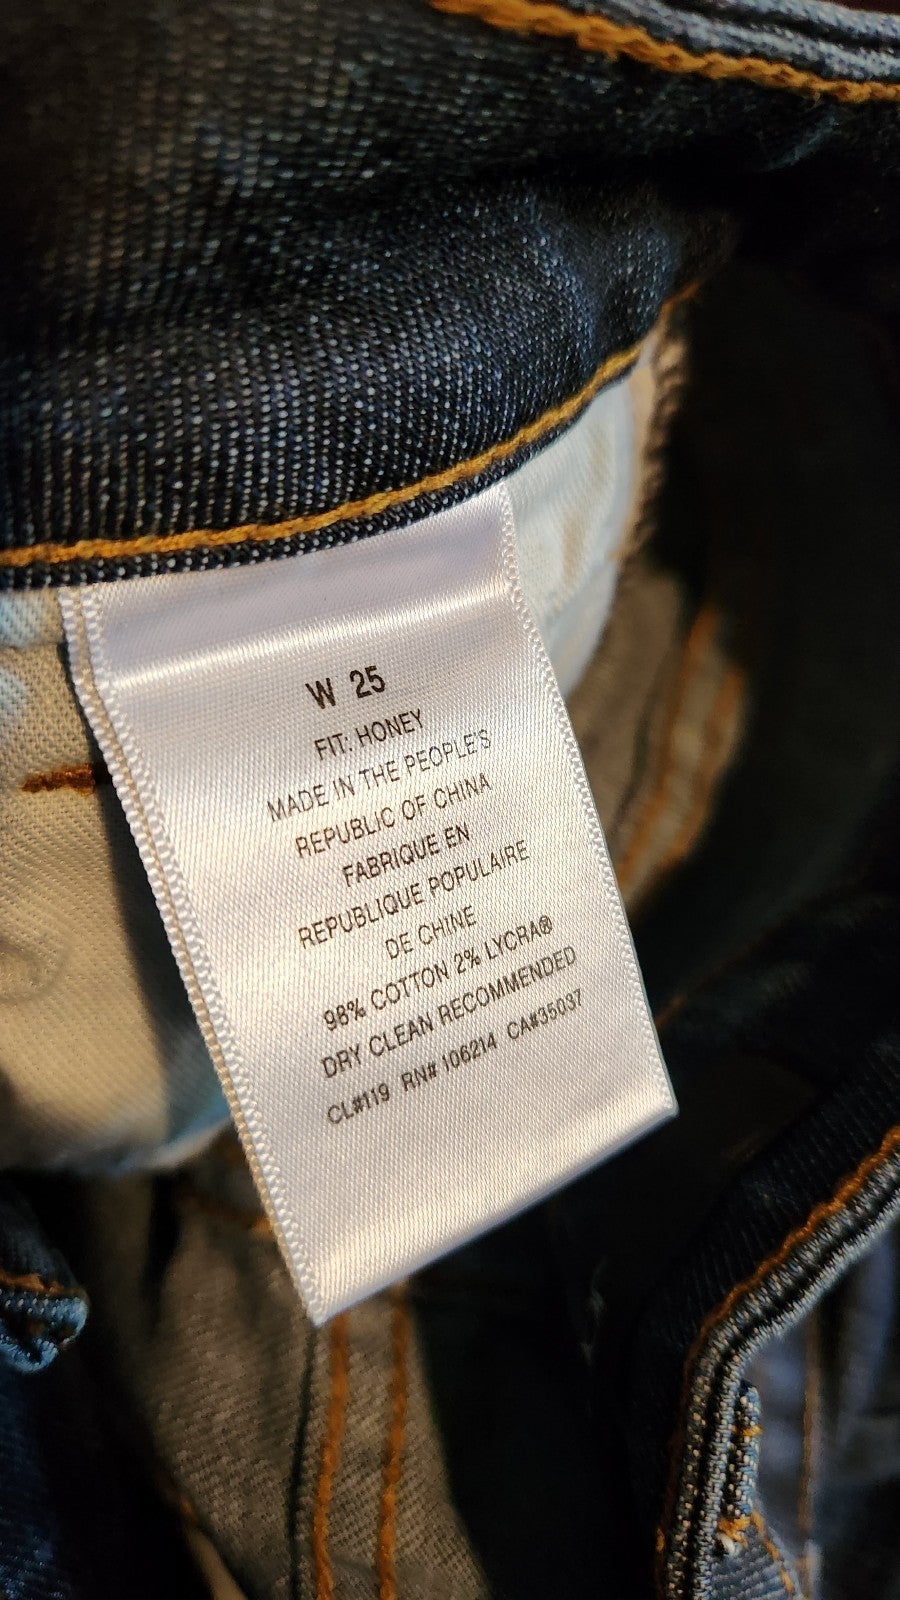 W 25
FIT: HONEY
MADE IN THE PEOPLE'S
REPUBLIC OF CHINA
FABRIQUE EN
REPUBLIQUE POPULAIRE
DE CHINE
98% COTTON 2% LYCRA®
DRY CLEAN RECOMMENDED
CL#119 RN# 106214 CA#35037